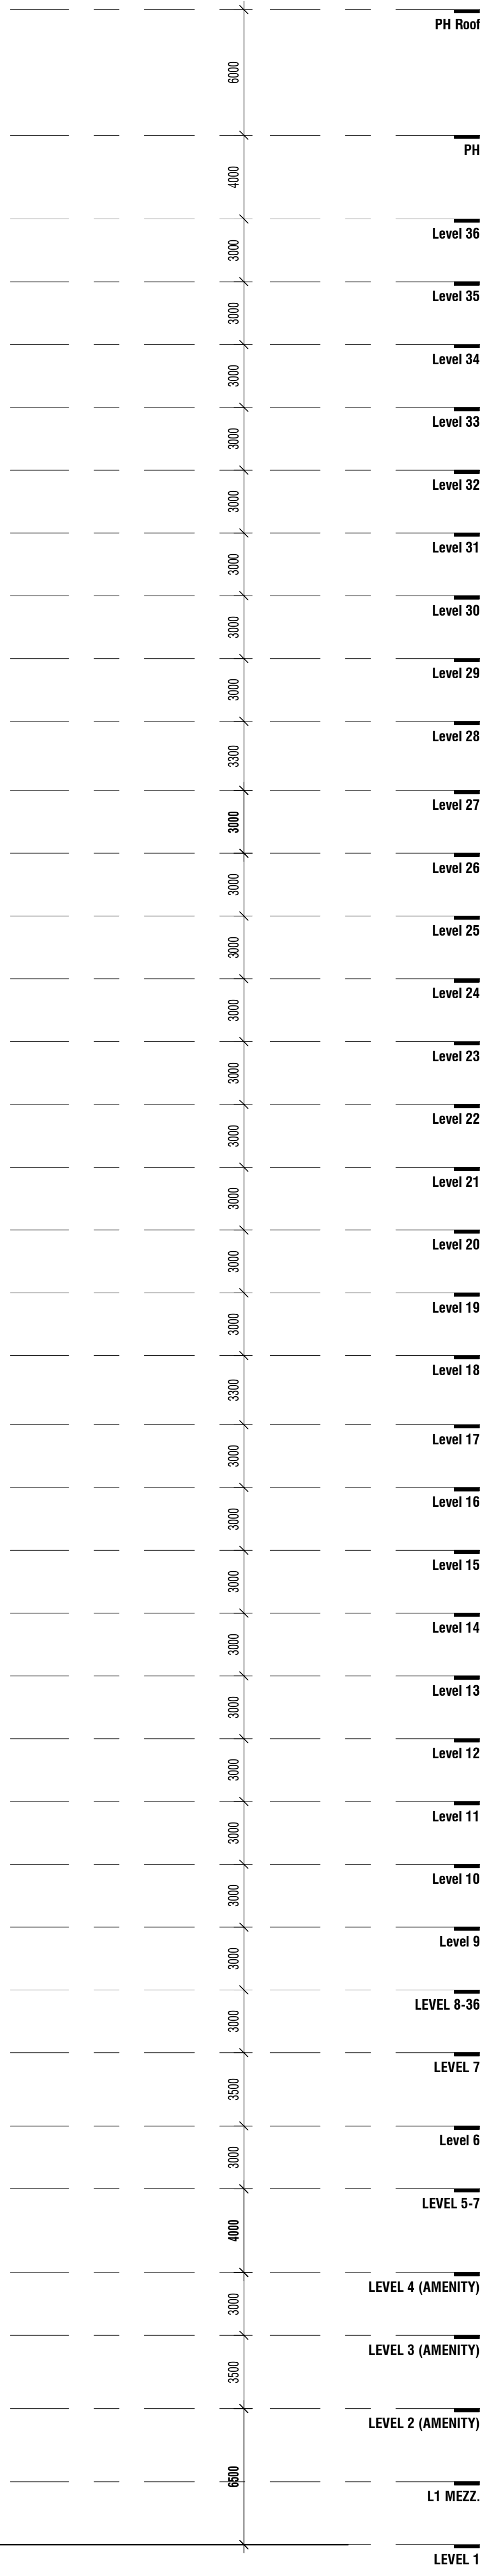 PH Roof
6000
PH
4000
Level 36
3000
Level 35
3000
Level 34
3000
Level 33
3000
Level 32
3000
Level 31
3000
Level 30
3000
Level 29
3000
Level 28
3300
Level 27
3000
Level 26
3000
Level 25
3000
Level 24
3000
Level 23
3000
Level 22
3000
Level 21
3000
Level 20
3000
Level 19
3000
Level 18
3300
Level 17
3000
Level 16
3000
Level 15
3000
Level 14
3000
Level 13
3000
Level 12
3000
Level 11
3000
Level 10
3000
Level 9
3000
LEVEL 8-36
3000
LEVEL 7
3500
Level 6
3000
LEVEL 5-7
4000
LEVEL 4 (AMENITY)
3000
LEVEL 3 (AMENITY)
3500
LEVEL 2 (AMENITY)
L1 MEZZ.
LEVEL 1